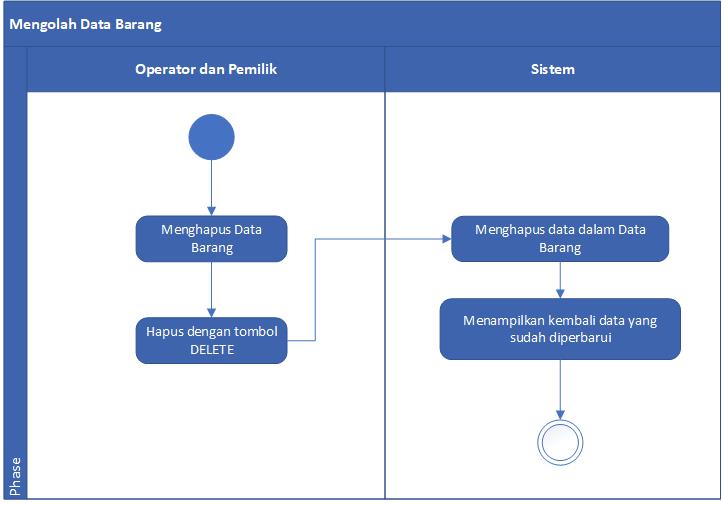 Mengolah Data Barang
Operator dan Pemilik
Sistem
Menghapus Data
Barang
Hapus dengan tombol
DELETE
Menghapus data dalam Data
Barang
Menampilkan kembali data yang
sudah diperbarui
Phase